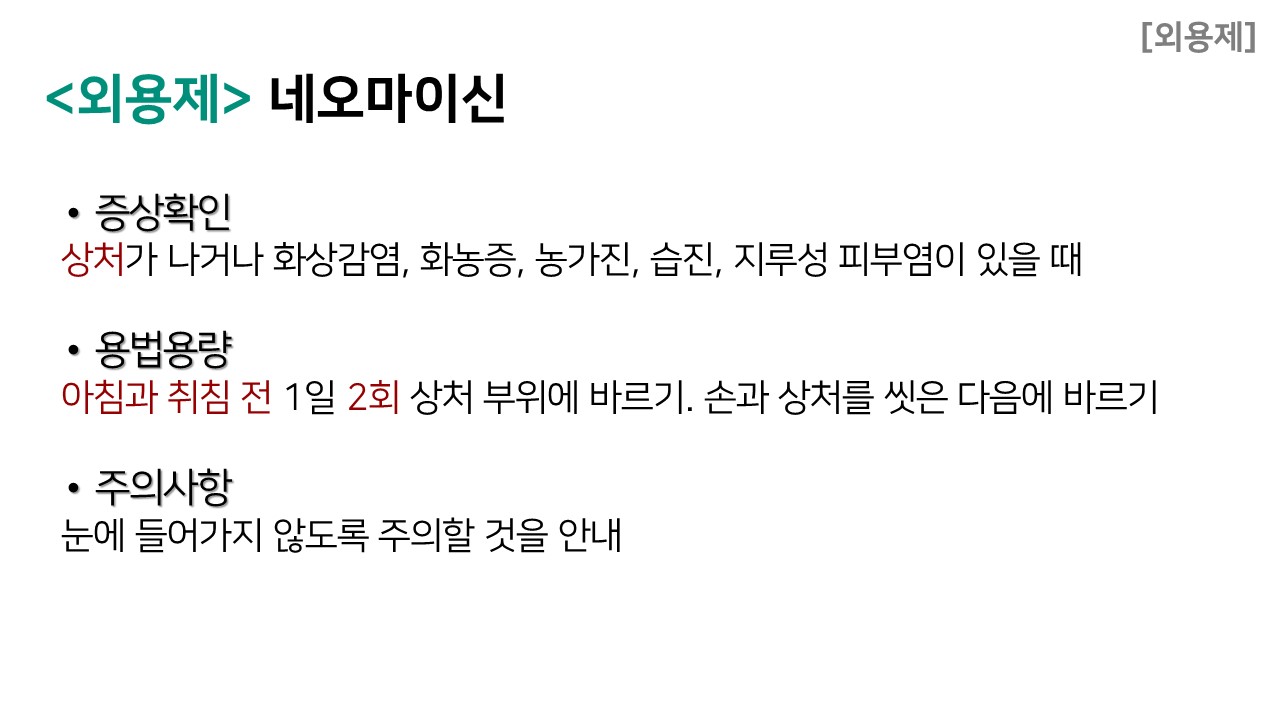 [외용제]
<외용제> 네오마이신
• 증상확인
상처가 나거나 화상감염, 화농증, 농가진, 습진, 지루성 피부염이 있을 때
• 용법용량
아침과 취침 전 1일 2회 상처 부위에 바르기. 손과 상처를 씻은 다음에 바르기
• 주의사항
눈에 들어가지 않도록 주의할 것을 안내